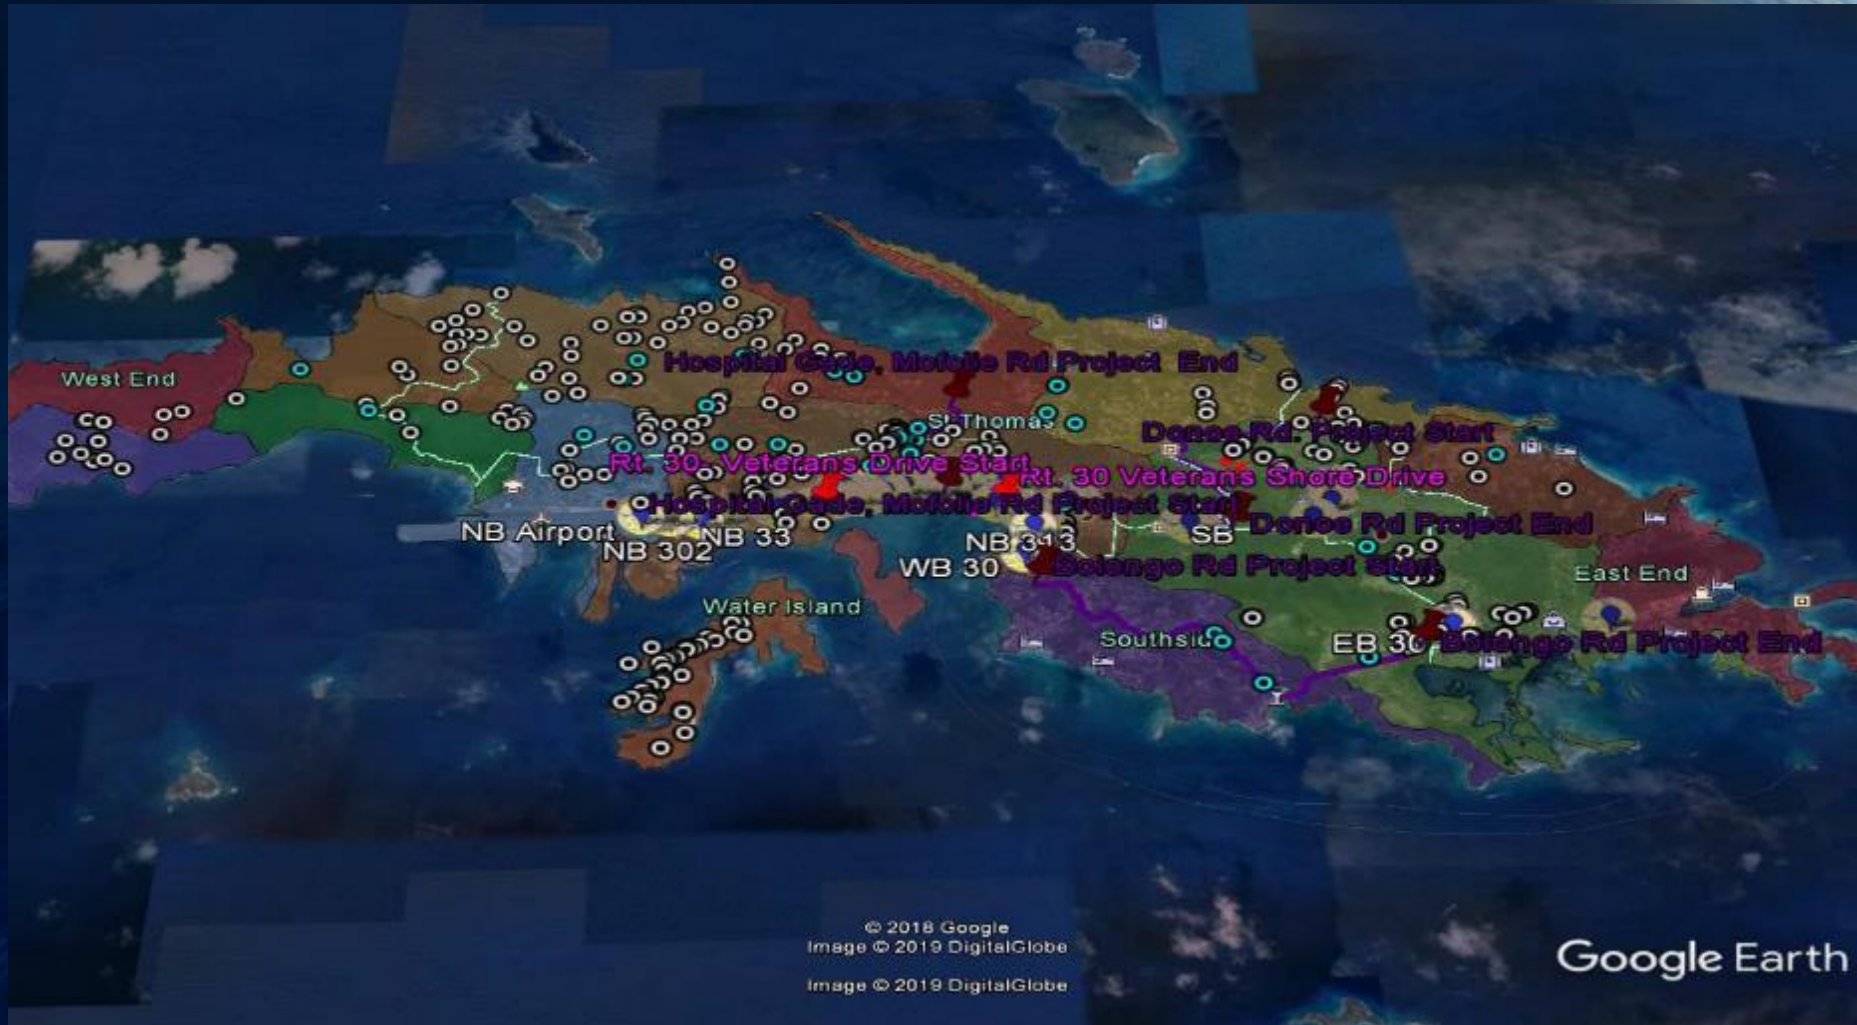 Hospital Gade, Mofolie Rd Project End
West End
St Thomas
Donoe Rd. Project Start
Rt. 30 Veterans Drive Start
Rt. 30 Veterans Shore Drive
Hospital Gade, Mofolie Rd Project Start
Donoe Rd Project End
NB Airport
NB 302
NB 33
NB 313
SB
WB 30
Bolongo Rd Project Start
East End
Water Island
Southside
EB 30
Bolongo Rd Project End
© 2018 Google
Image © 2019 DigitalGlobe
Image © 2019 DigitalGlobe
Google Earth